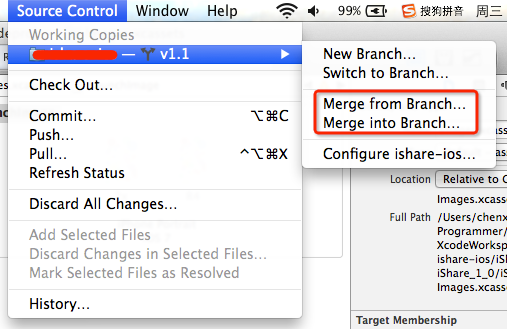 Source Control Window Help 99% 搜狗拼音 周三
Working Copies
— v1.1
Check Out...
Commit... ⌥⌘C
Push...
Pull... ^⌥⌘X
Refresh Status
Discard All Changes...
Add Selected Files
Discard Changes in Selected Files...
Mark Selected Files as Resolved
History...
New Branch...
Switch to Branch...
Merge from Branch...
Merge into Branch...
Configure ishare-ios...
Location Relative to
Images.xcass
Full Path /Users/chenx
Programmer/
XcodeWorksp
ishare-ios/iSh
iShare_1_0/iS
Images.xcass
Target Membership